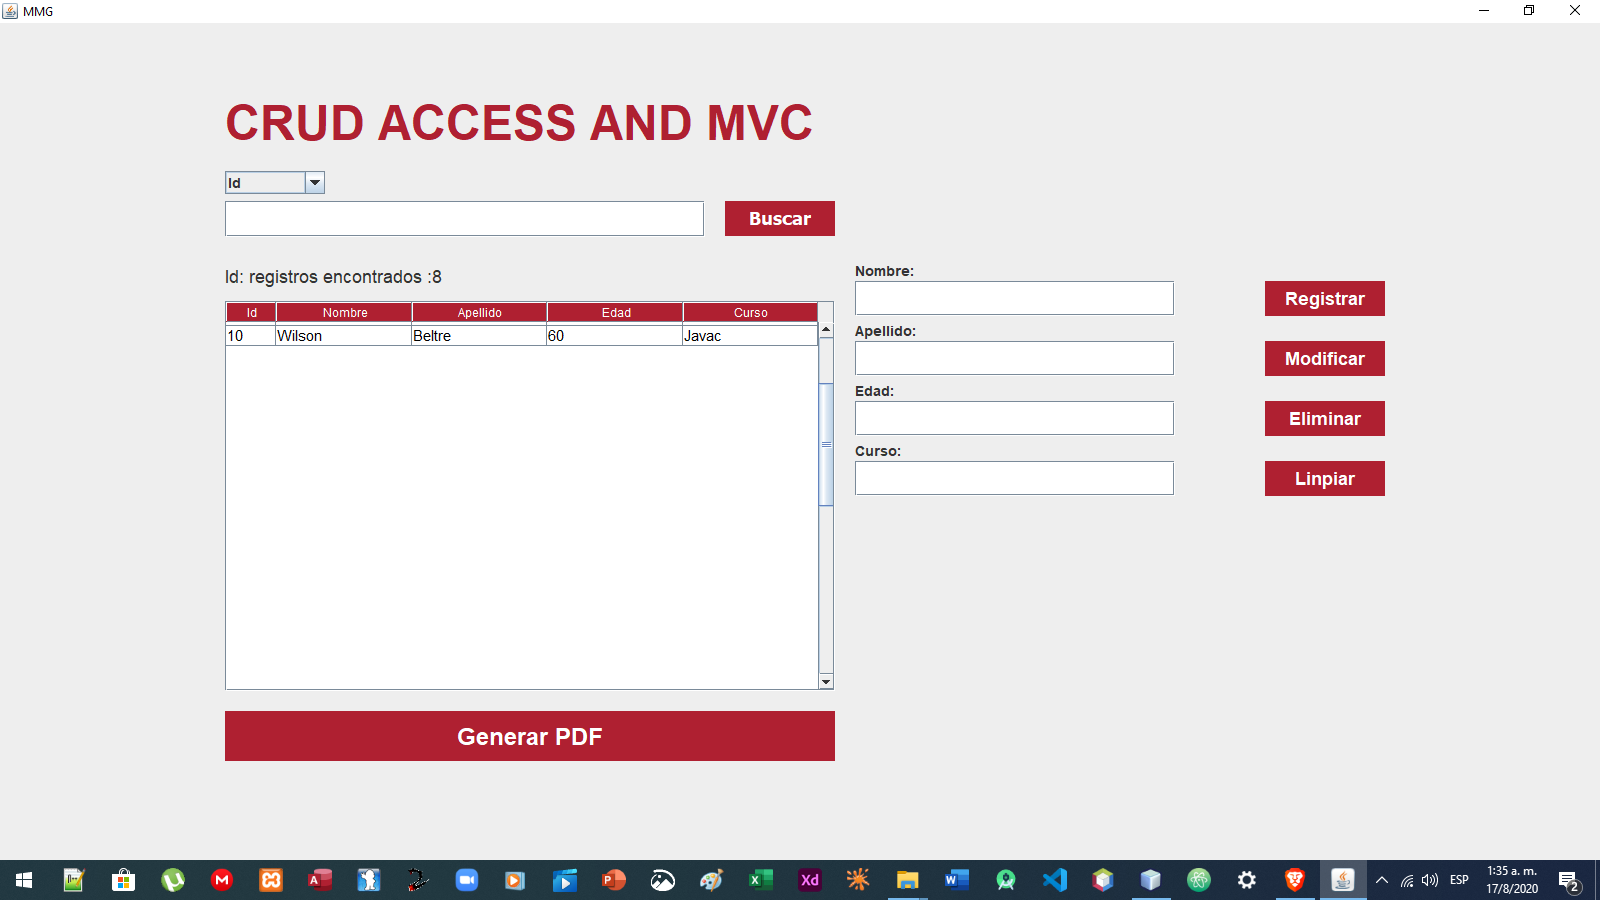 MMG
CRUD ACCESS AND MVC
Id
Buscar
Id: registros encontrados :8
Id Nombre Apellido Edad Curso
10 Wilson Beltre 60 Javac
Generar PDF
Nombre:
Registrar
Apellido:
Modificar
Edad:
Eliminar
Curso:
Linpiar
ESP
1:35 a. m.
17/8/2020
2